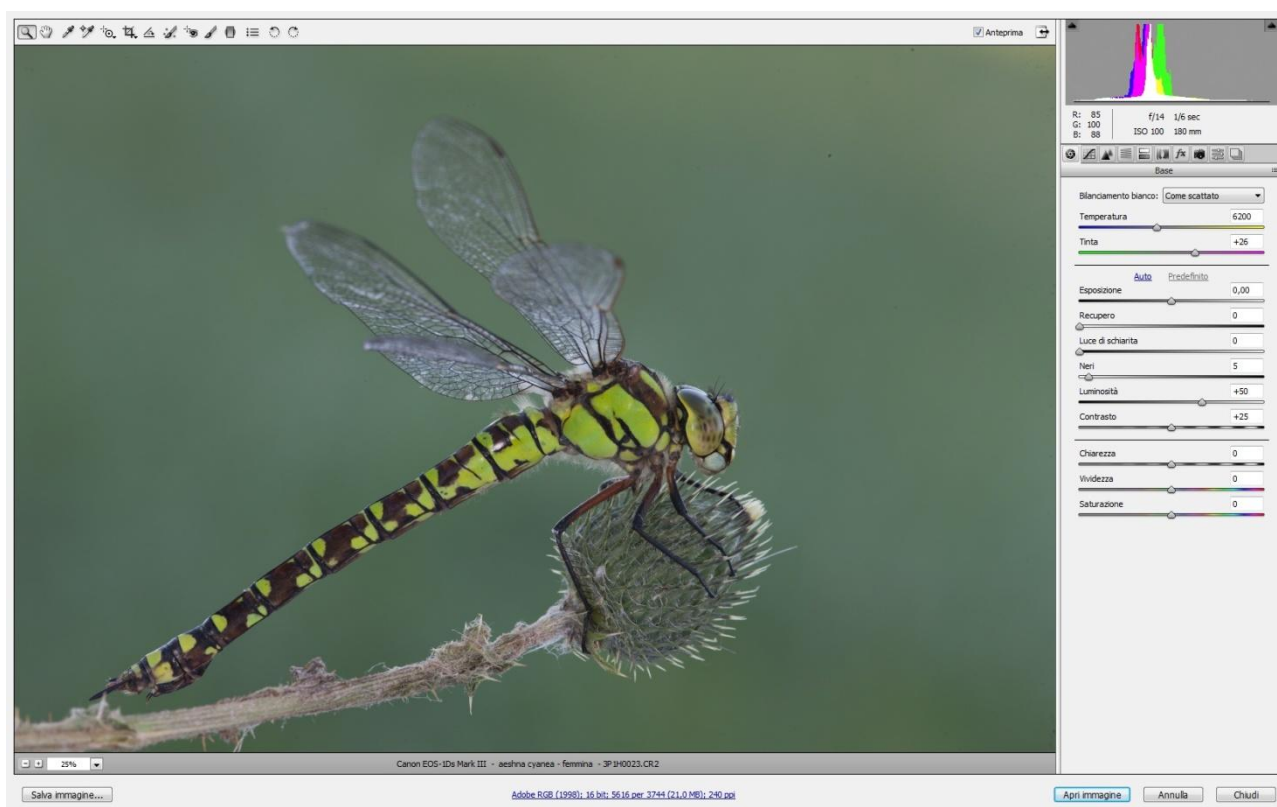 Anteprima
R: 85
G: 100
B: 88
f/14 1/6 sec
ISO 100 180 mm
fx
Base
Bilanciamento bianco: Come scattato
Temperatura 6200
Tinta +26
Auto Predefinito
Esposizione 0,00
Recupero 0
Luce di schiarita 0
Neri 5
Luminosità +50
Contrasto +25
Chiarezza 0
Vividezza 0
Saturazione 0
25% Canon EOS-1Ds Mark III - aeshna cyanea - femmina - 3P1H0023.CR2
Salva immagine... Adobe RGB (1998); 16 bit; 5616 per 3744 (21,0 MB); 240 ppi Apri immagine Annulla Chiudi